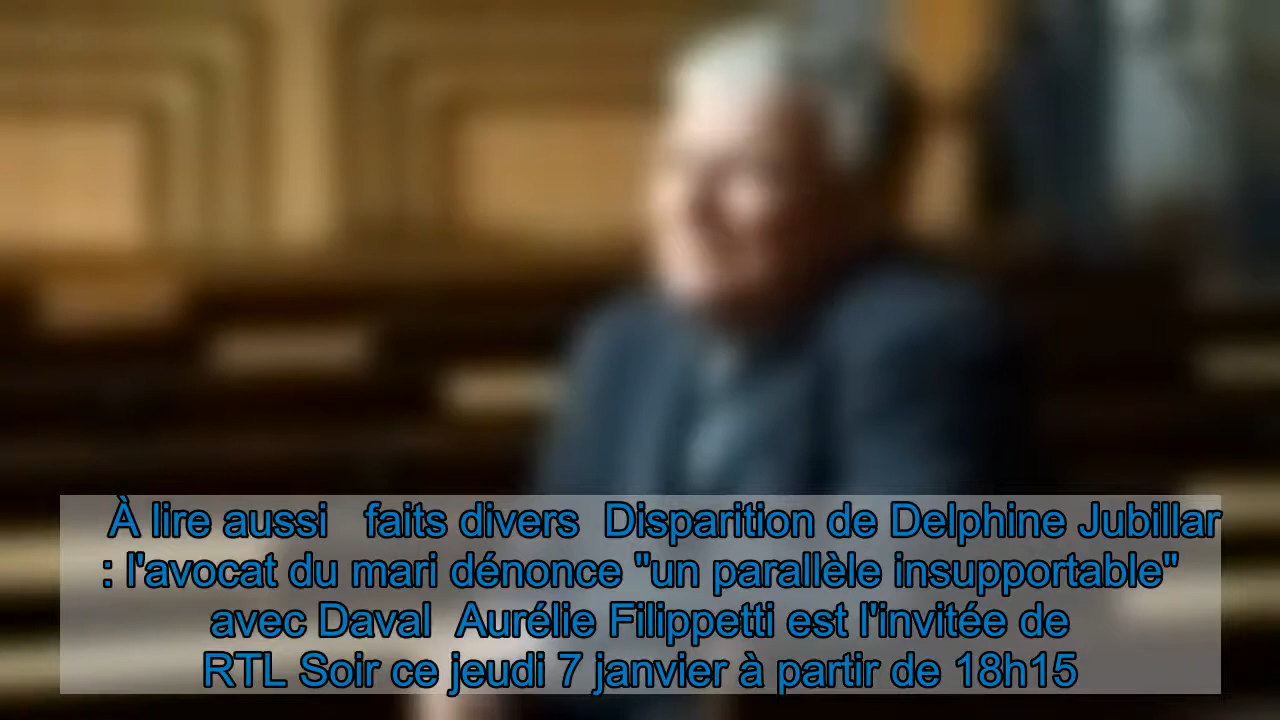 À lire aussi   faits divers  Disparition de Delphine Jubillar
: l'avocat du mari dénonce "un parallèle insupportable"
avec Daval  Aurélie Filippetti est l'invitée de
RTL Soir ce jeudi 7 janvier à partir de 18h15